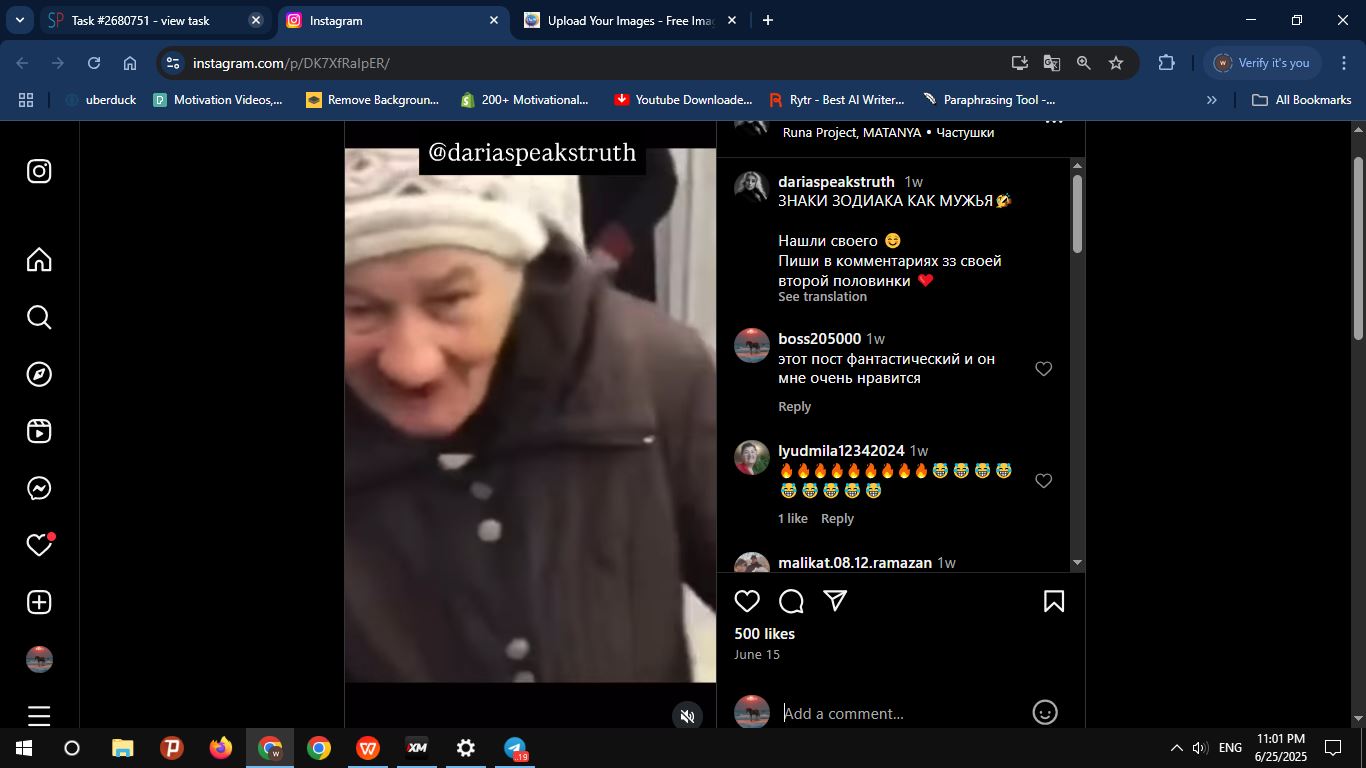 Task #2680751 - view task
Instagram
Upload Your Images - Free Imag
instagram.com/p/DK7XfRaIpER/
Verify it's you
uberduck
Motivation Videos,...
Remove Backgroun...
200+ Motivational...
Youtube Downloade...
Rytr - Best AI Writer...
Paraphrasing Tool -...
All Bookmarks
@dariaspeakstruth
Runa Project, MATANYA • Частушки
dariaspeakstruth 1w
ЗНАКИ ЗОДИАКА КАК МУЖЬЯ🤣
Нашли своего 😊
Пиши в комментариях зз своей
второй половинки ❤️
See translation
boss205000 1w
этот пост фантастический и он
мне очень нравится
Reply
lyudmila12342024 1w
🔥🔥🔥🔥🔥🔥🔥🔥🔥😹😹😹😹
😹😹😹😹😹
1 like Reply
malikat.08.12.ramazan 1w
500 likes
June 15
Add a comment...
19
ENG
11:01 PM
6/25/2025